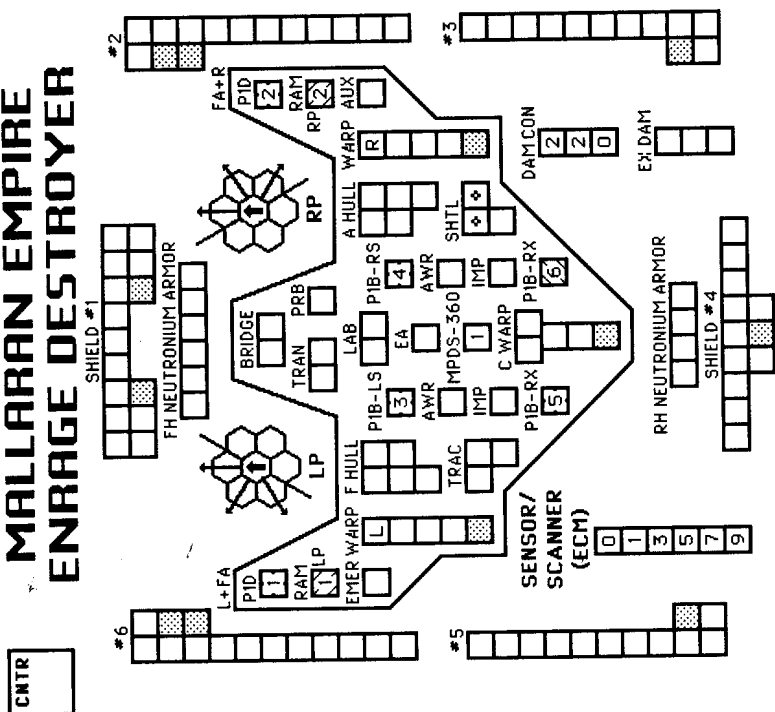 MALLARAN EMPIRE
ENRAGE DESTROYER
CNTR
SHIELD #1
FH NEUTRONIUM ARMOR
#2
#3
#4
#5
#6
L+FA
P1D
1
RAM
1
LP
EMER
FA+R
P1D
2
RAM
RP
2
AUX
LP
RP
BRIDGE
TRAN
PRB
LAB
EA
MPDS-360
1
WARP
L
WARP
R
F HULL
A HULL
TRAC
SHTL
P1B-LS
3
P1B-RS
4
AWR
AWR
IMP
IMP
P1B-RX
5
P1B-RX
6
C WARP
SENSOR/
SCANNER
(ECM)
0
1
3
5
7
9
DAM CON
2
2
0
EX DAM
RH NEUTRONIUM ARMOR
SHIELD #4